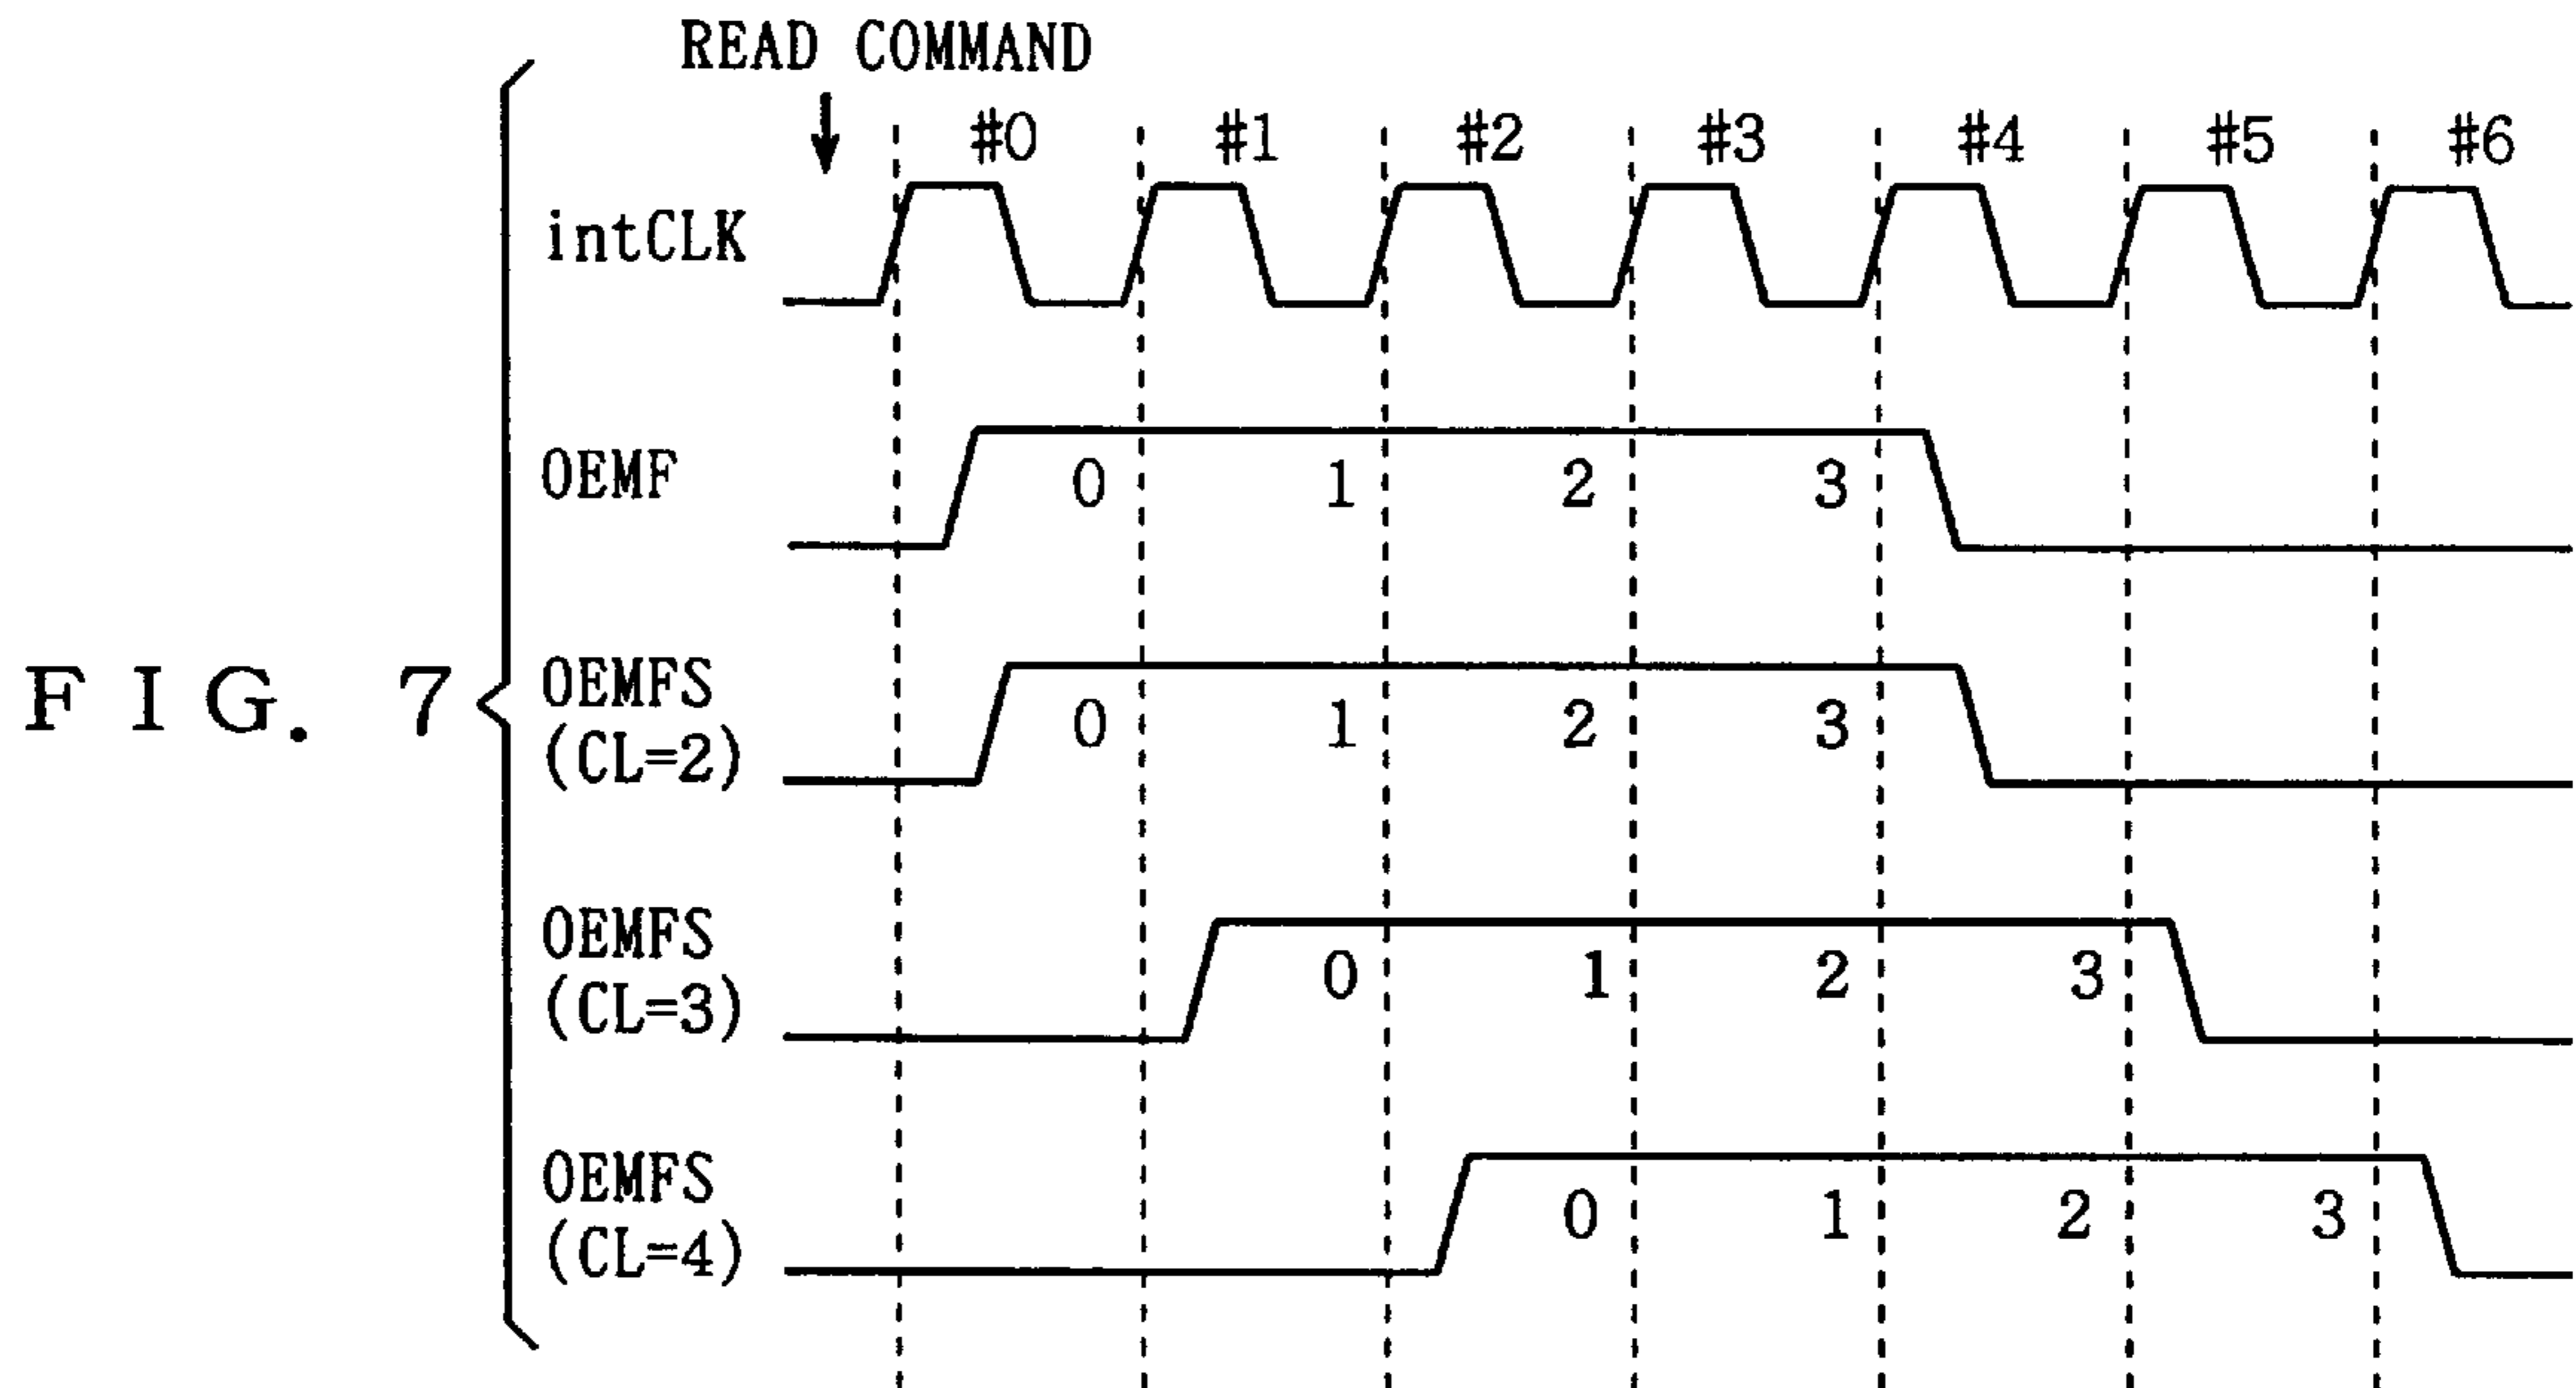 READ COMMAND
#0 #1 #2 #3 #4 #5 #6
intCLK
OEMF
0 1 2 3
FIG. 7
OEMFS
(CL=2)
0 1 2 3
OEMFS
(CL=3)
0 1 2 3
OEMFS
(CL=4)
0 1 2 3